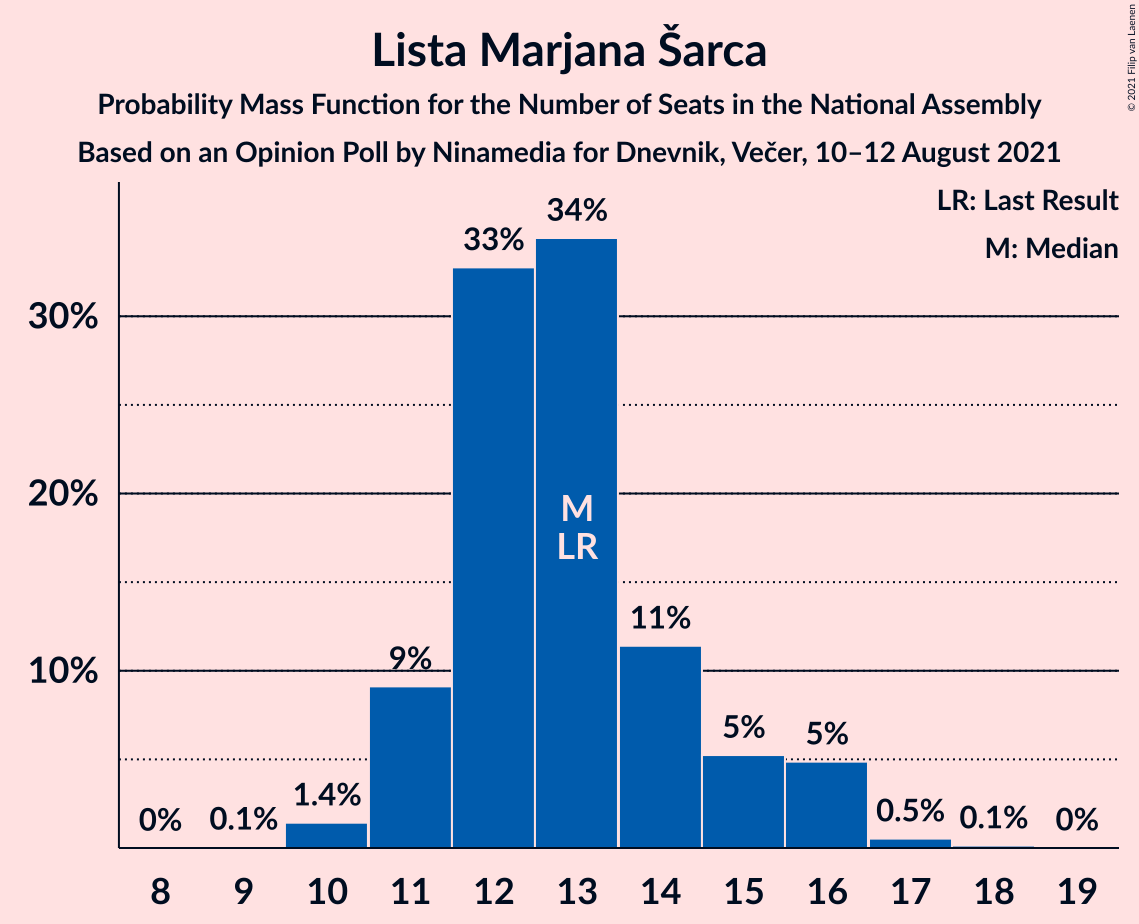 Lista Marjana Šarca
Probability Mass Function for the Number of Seats in the National Assembly
Based on an Opinion Poll by Ninamedia for Dnevnik, Večer, 10–12 August 2021
© 2021 Filip van Laenen
LR: Last Result
M: Median
34%
33%
30%
20%
M
LR
11%
9%
10%
5%
5%
1.4%
0%
0.1%
0.5%
0.1%
0%
8 9 10 11 12 13 14 15 16 17 18 19